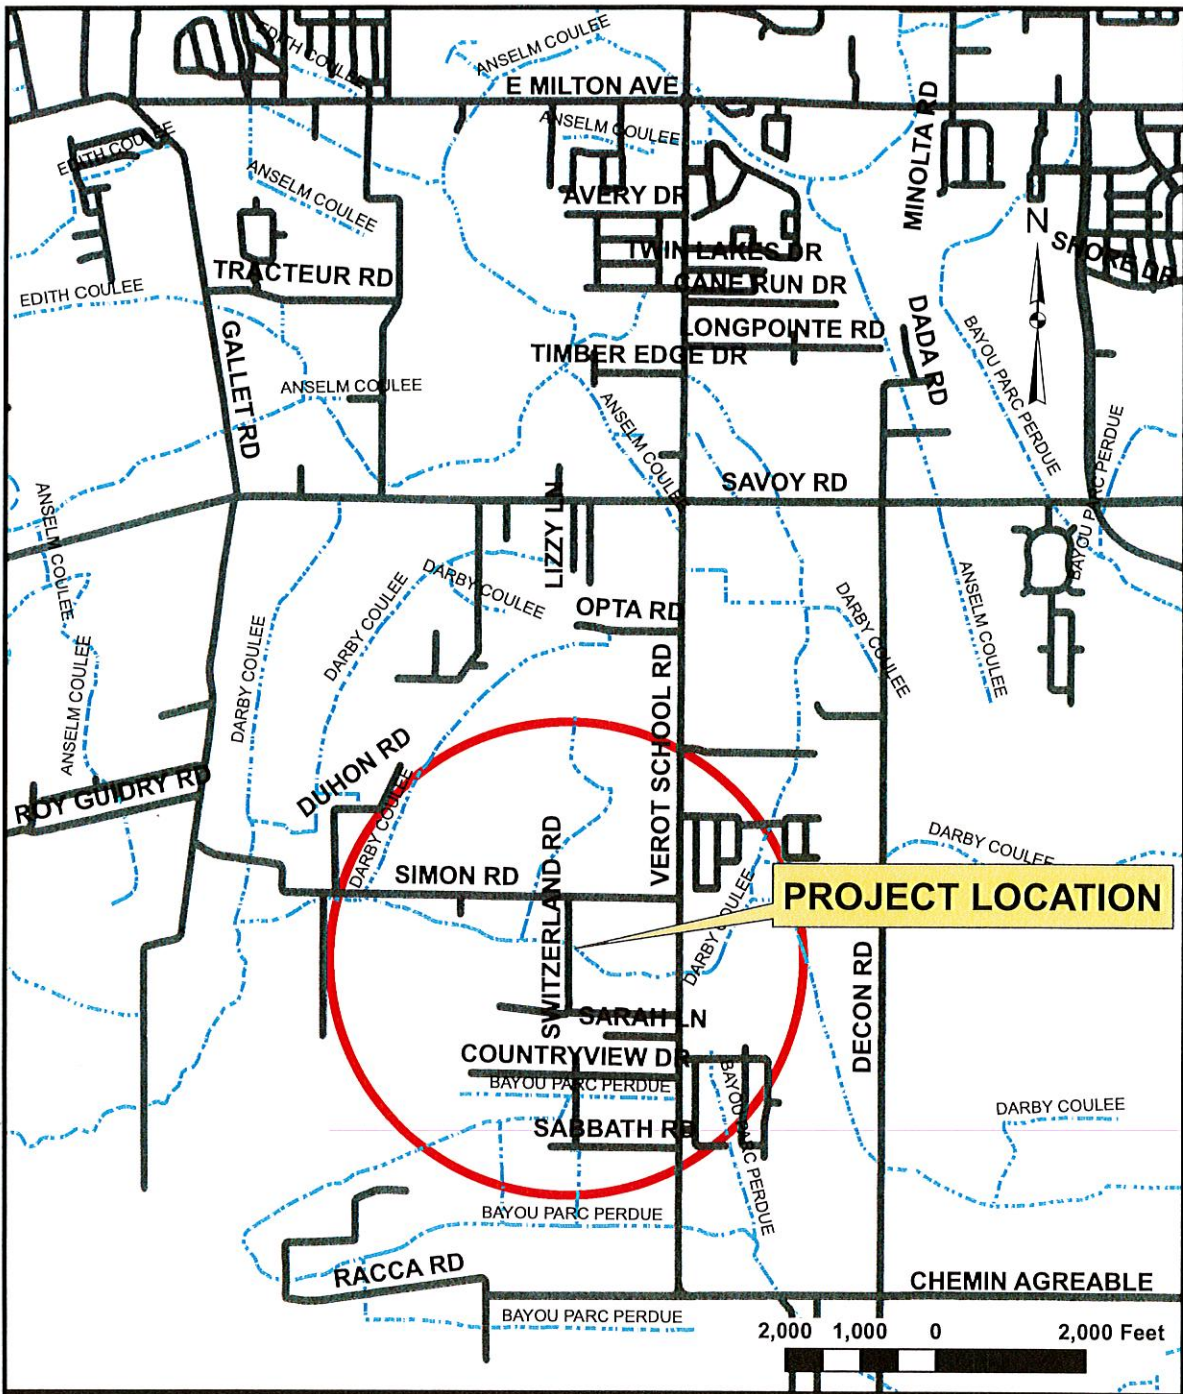 EDITH COULEE
ANSELM COULEE
E MILTON AVE
MINOLTA RD
EDITH COULEE
ANSELM COULEE
ANSELM COULEE
AVERY DR
N
SHORE DR
TWIN LAKES DR
TRACTEUR RD
CANE RUN DR
EDITH COULEE
LONGPOINTE RD
DADA RD
BAYOU PARC PERDUE
GALLET RD
TIMBER EDGE DR
ANSELM COULEE
ANSELM COULEE
BAYOU PARC PERDUE
SAVOY RD
ANSELM COULEE
LIZZY LN
DARBY COULEE
DARBY COULEE
DARBY COULEE
OPTA RD
DARBY COULEE
ANSELM COULEE
ANSELM COULEE
VEROT SCHOOL RD
ROY GUIDRY RD
DUHON RD
DARBY COULEE
SIMON RD
SWITZERLAND RD
DARBY COULEE
PROJECT LOCATION
DARBY COULEE
DECON RD
SARAH LN
COUNTRYVIEW DR
BAYOU PARC PERDUE
BAYOU PARC PERDUE
DARBY COULEE
SABBATH RD
BAYOU PARC PERDUE
RACCA RD
CHEMIN AGREABLE
BAYOU PARC PERDUE
2,000 1,000 0 2,000 Feet